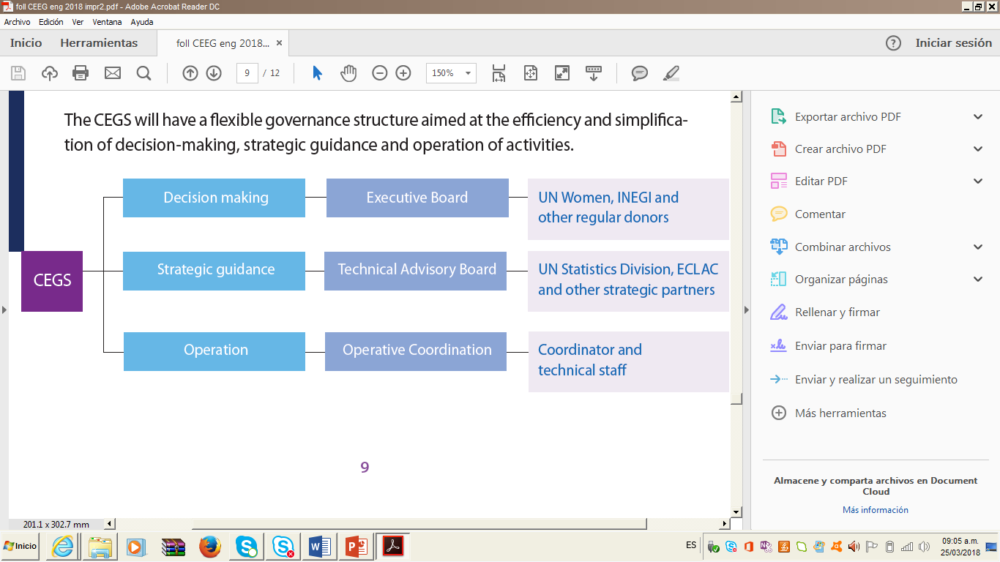 foll CEEG eng 2018 impr2.pdf - Adobe Acrobat Reader DC
Archivo Edición Ver Ventana Ayuda
Inicio Herramientas foll CEEG eng 2018... × Iniciar sesión
9 / 12 150%
The CEGS will have a flexible governance structure aimed at the efficiency and simplifica-
tion of decision-making, strategic guidance and operation of activities.
CEGS
Decision making
Executive Board
UN Women, INEGI and
other regular donors
Strategic guidance
Technical Advisory Board
UN Statistics Division, ECLAC
and other strategic partners
Operation
Operative Coordination
Coordinator and
technical staff
9
201.1 x 302.7 mm
Exportar archivo PDF
Crear archivo PDF
Editar PDF
Comentar
Combinar archivos
Organizar páginas
Rellenar y firmar
Enviar para firmar
Enviar y realizar un seguimiento
Más herramientas
Almacene y comparta archivos en Document
Cloud
Más información
Inicio
ES
09:05 a.m.
25/03/2018